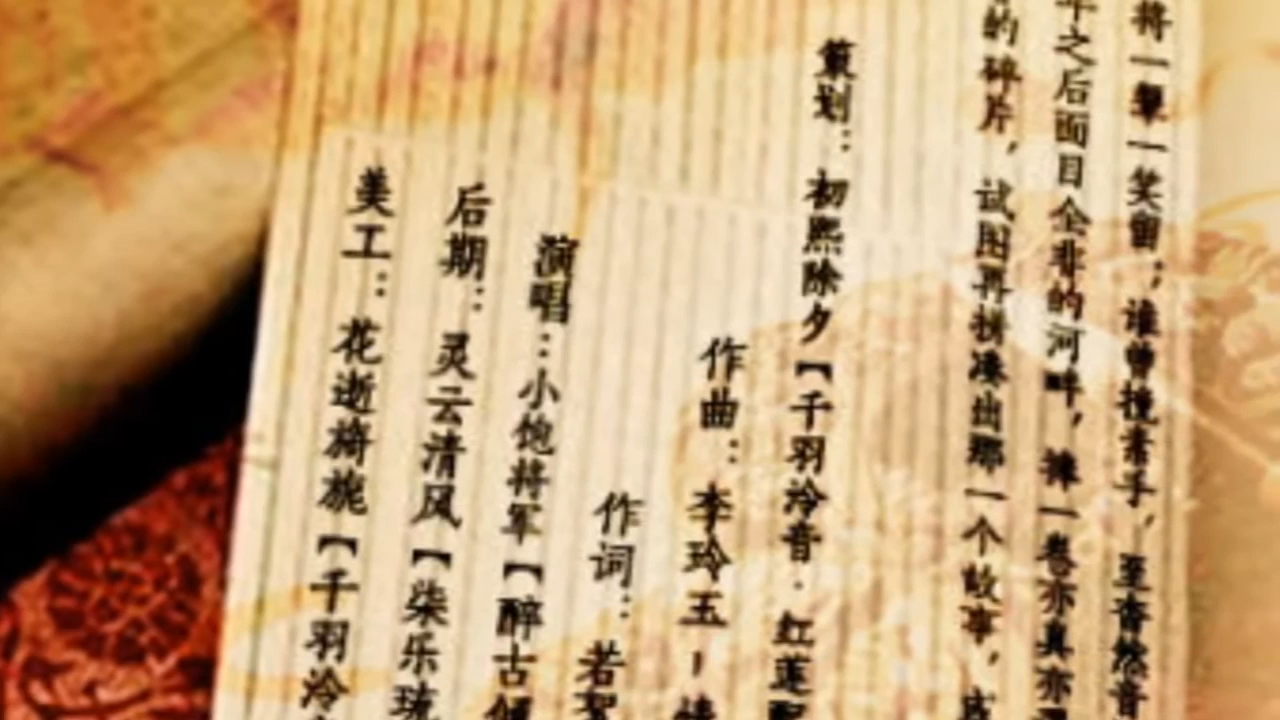 将一颦一笑留；谁曾挽素手，至
年之后面目全非的河畔，捧一卷亦真亦
的碎片，试图再拼凑出那一个故事，
策划：初熙除夕【千羽泠音·红莲
作曲：李玲玉-
作词：若
演唱：小饱将军【醉古
后期：灵云清风【柴乐
美工：花逝旖旎【千羽泠